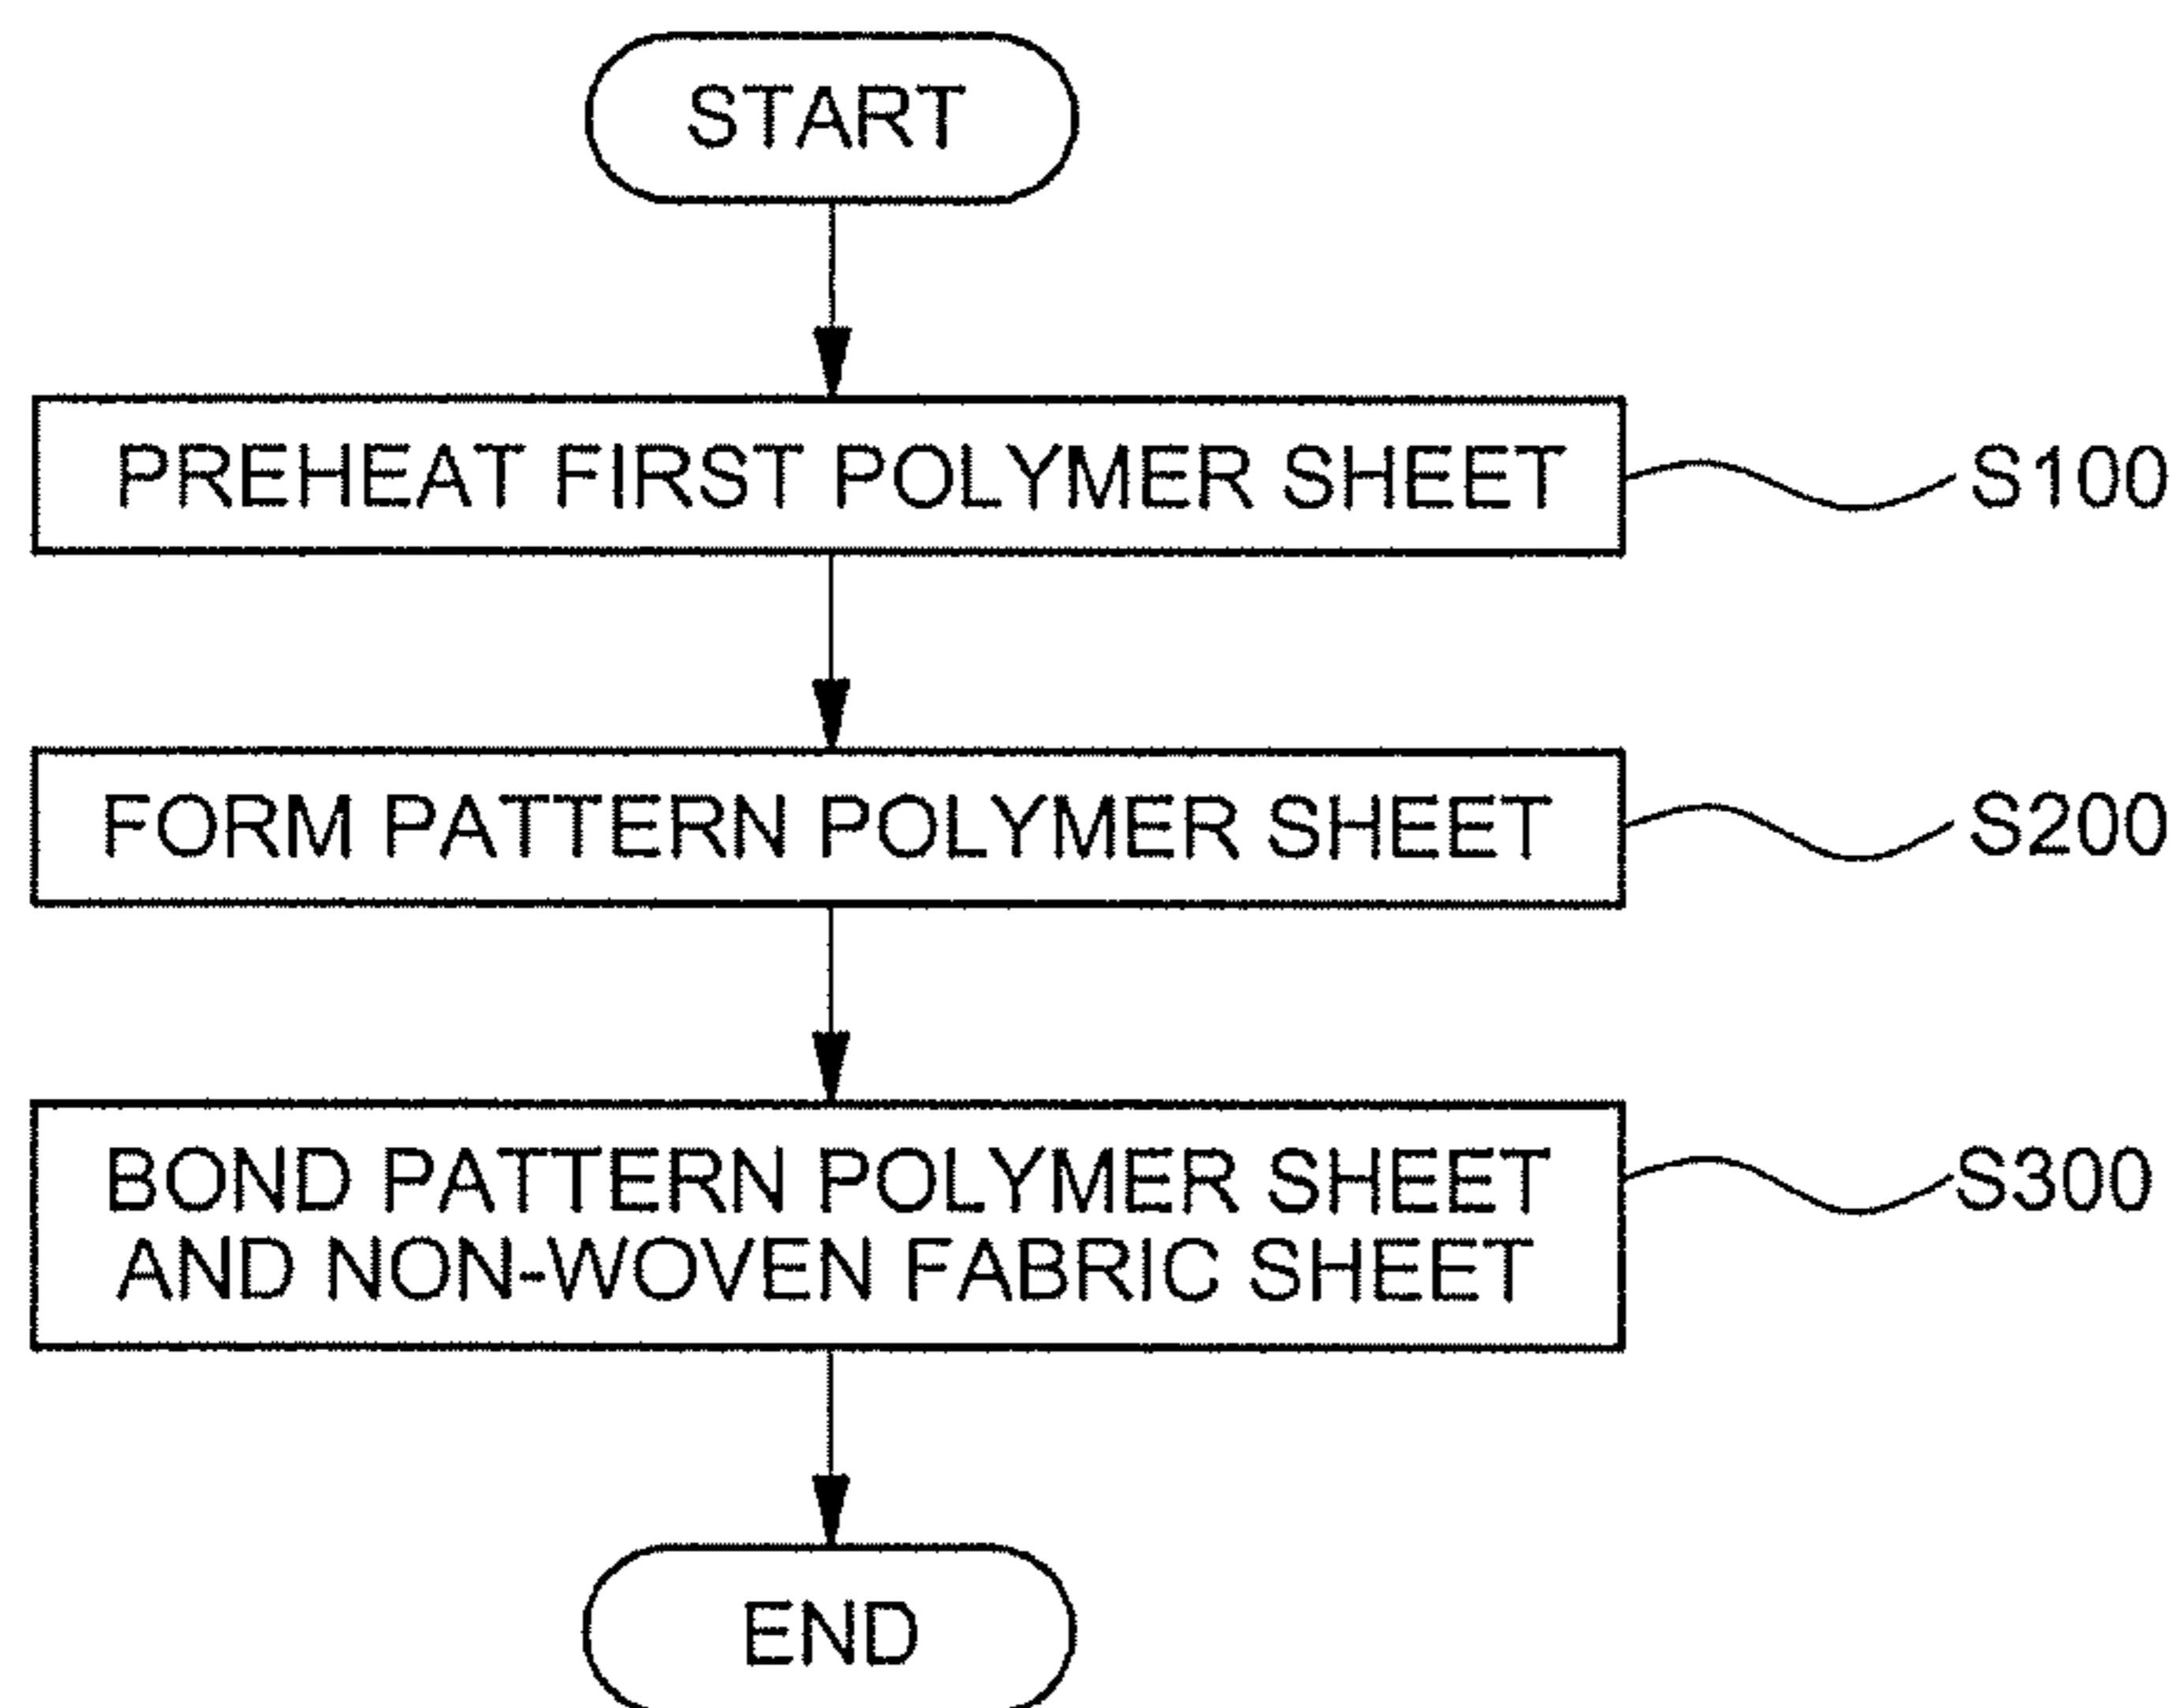 START
PREHEAT FIRST POLYMER SHEET
S100
FORM PATTERN POLYMER SHEET
S200
BOND PATTERN POLYMER SHEET
AND NON-WOVEN FABRIC SHEET
S300
END